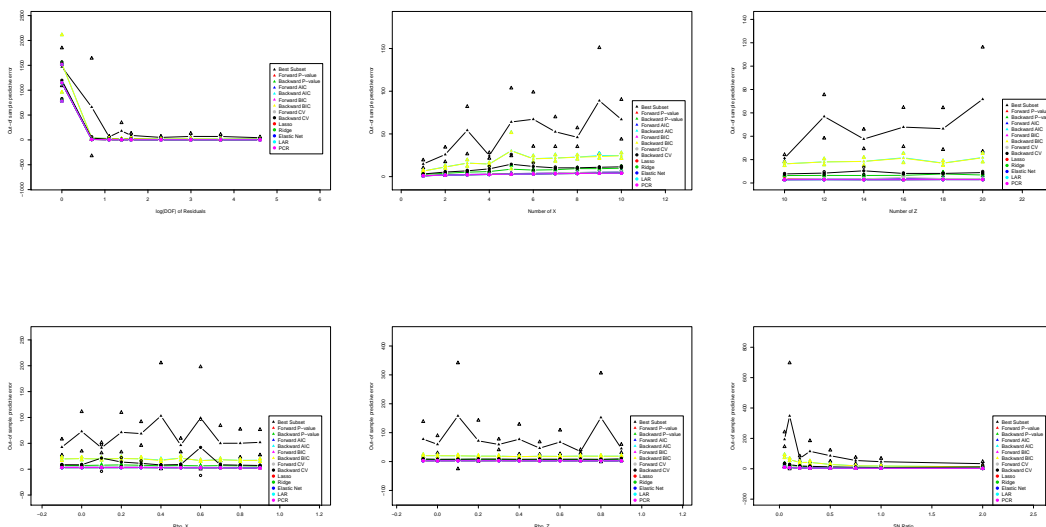 Out-of sample predictive error
2500
2000
1500
1000
500
0
-500
-1000
0
1
2
3
4
5
6
log(DOF) of Residuals
Best Subset
Forward P-value
Backward P-value
Forward AIC
Backward AIC
Forward BIC
Backward BIC
Forward CV
Backward CV
Lasso
Ridge
Elastic Net
LAR
PCR
Out-of sample predictive error
150
100
50
0
2
4
6
8
10
12
Number of X
Best Subset
Forward P-value
Backward P-value
Forward AIC
Backward AIC
Forward BIC
Backward BIC
Forward CV
Backward CV
Lasso
Ridge
Elastic Net
LAR
PCR
Out-of sample predictive error
140
120
100
80
60
40
20
0
10
12
14
16
18
20
22
Number of Z
Best Subset
Forward P-value
Backward P-value
Forward AIC
Backward AIC
Forward BIC
Backward BIC
Forward CV
Backward CV
Lasso
Ridge
Elastic Net
LAR
PCR
Out-of sample predictive error
250
200
150
100
50
0
-50
-0.2
0.0
0.2
0.4
0.6
0.8
1.0
1.2
Rho_X
Best Subset
Forward P-value
Backward P-value
Forward AIC
Backward AIC
Forward BIC
Backward BIC
Forward CV
Backward CV
Lasso
Ridge
Elastic Net
LAR
PCR
Out-of sample predictive error
400
300
200
100
0
-100
-0.2
0.0
0.2
0.4
0.6
0.8
1.0
1.2
Rho_Z
Best Subset
Forward P-value
Backward P-value
Forward AIC
Backward AIC
Forward BIC
Backward BIC
Forward CV
Backward CV
Lasso
Ridge
Elastic Net
LAR
PCR
Out-of sample predictive error
800
600
400
200
0
-200
0.0
0.5
1.0
1.5
2.0
2.5
SN Ratio
Best Subset
Forward P-value
Backward P-value
Forward AIC
Backward AIC
Forward BIC
Backward BIC
Forward CV
Backward CV
Lasso
Ridge
Elastic Net
LAR
PCR